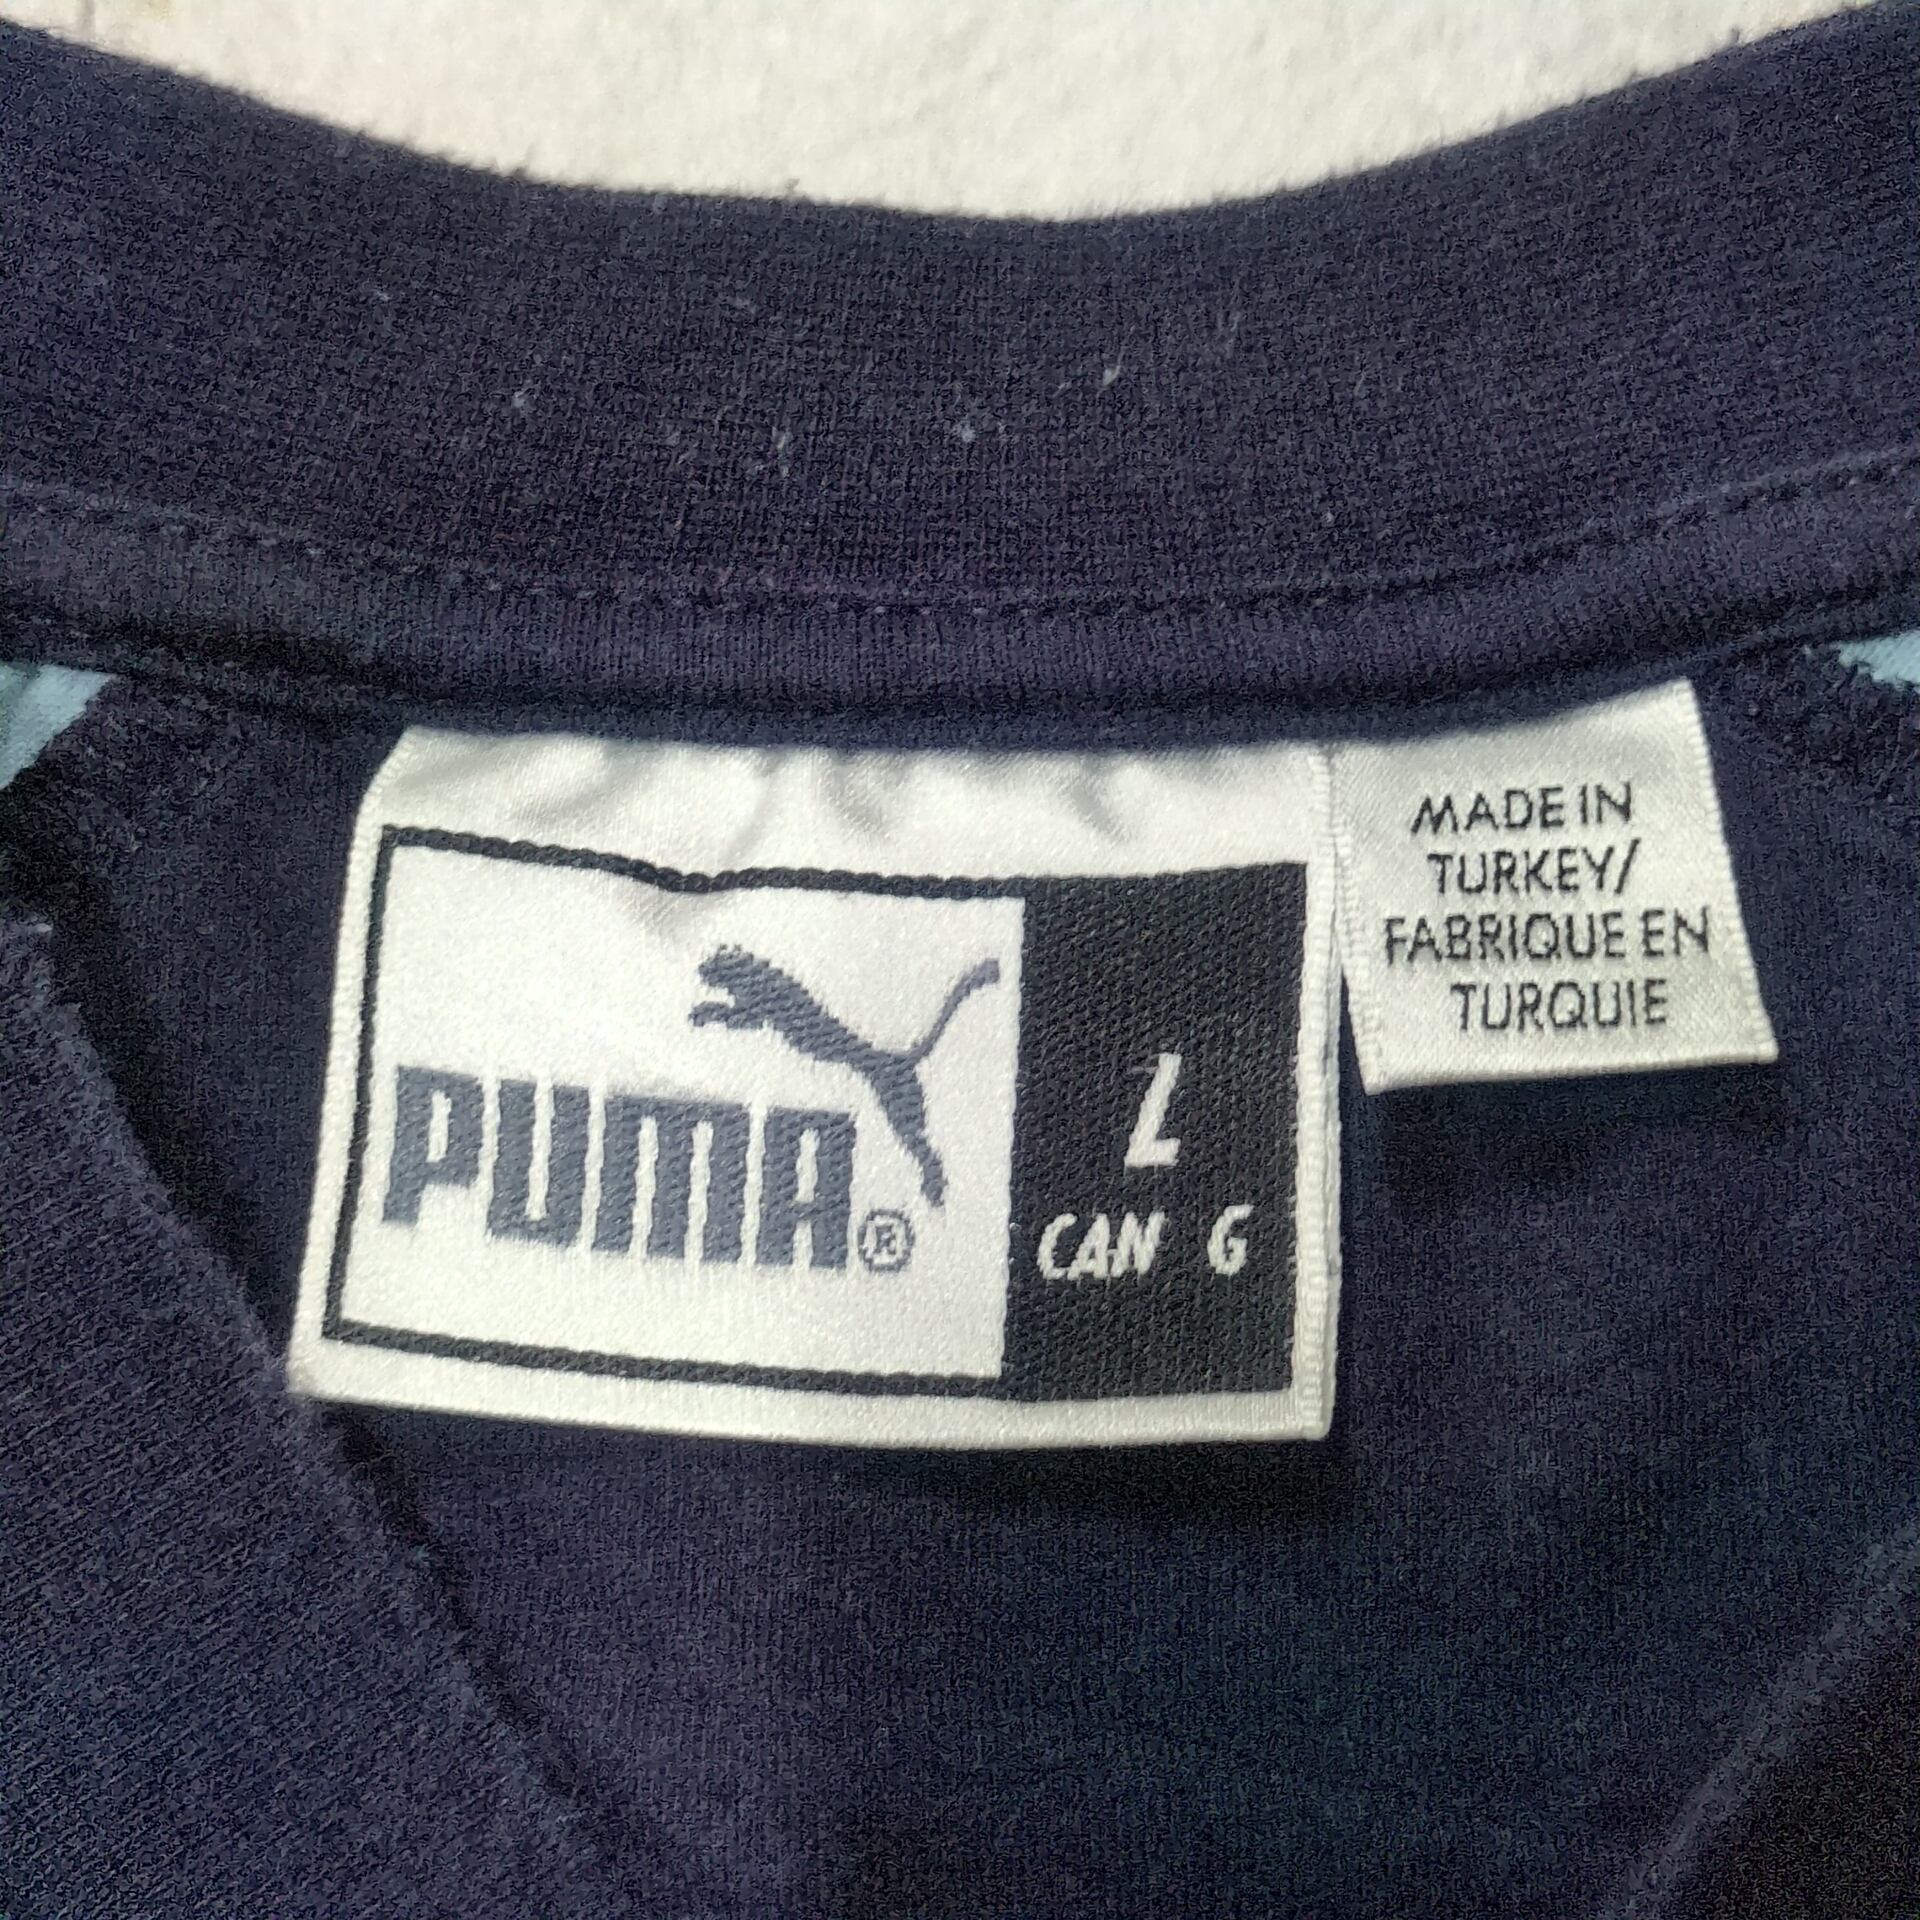 PUMA®
L
CAN G
MADE IN
TURKEY/
FABRIQUE EN
TURQUIE